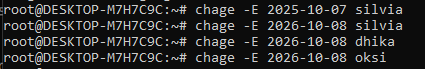 root@DESKTOP-M7H7C9C:~# chage -E 2025-10-07 silvia
root@DESKTOP-M7H7C9C:~# chage -E 2026-10-08 silvia
root@DESKTOP-M7H7C9C:~# chage -E 2026-10-08 dhika
root@DESKTOP-M7H7C9C:~# chage -E 2026-10-08 oksi